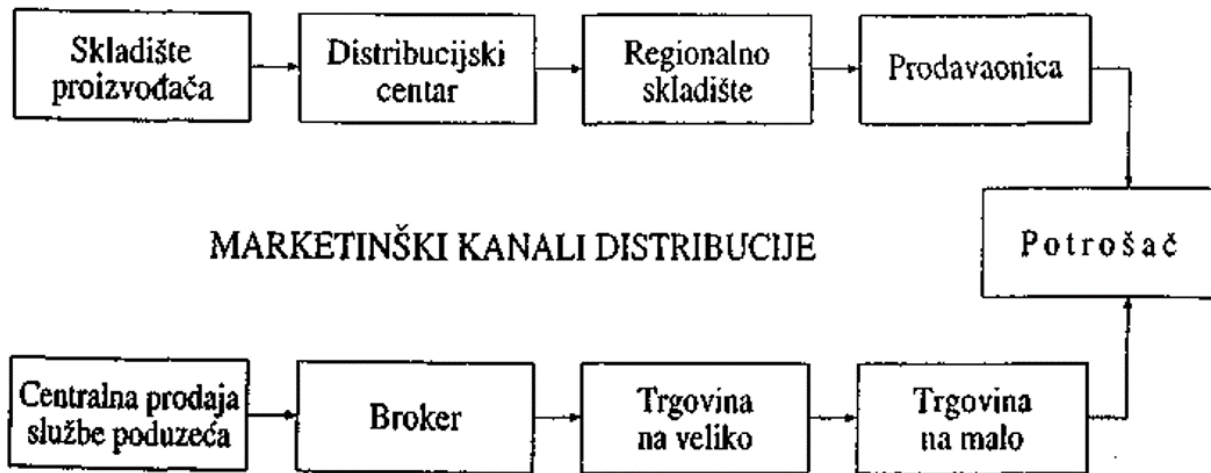 Skladište
proizvođača
Distribucijski
centar
Regionalno
skladište
Prodavaonica
MARKETINŠKI KANALI DISTRIBUCIJE
Potrošač
Centralna prodaja
službe poduzeća
Broker
Trgovina
na veliko
Trgovina
na malo